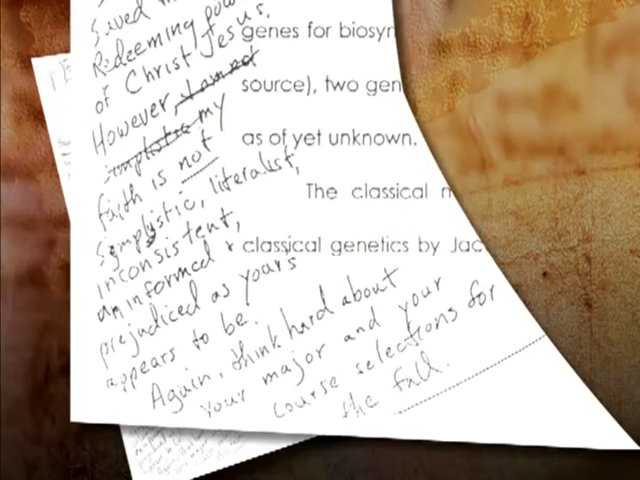 Saved
Redeeming power
of Christ Jesus.
However,
simplistic my
faith is not
simplistic, literalist,
inconsistent,
uninformed +
prejudiced as yours
appears to be.
Again, think hard about
your major and your
course selections for
the fall.
genes for biosyn
source), two gen
as of yet unknown.
The classical
classical genetics by Jac